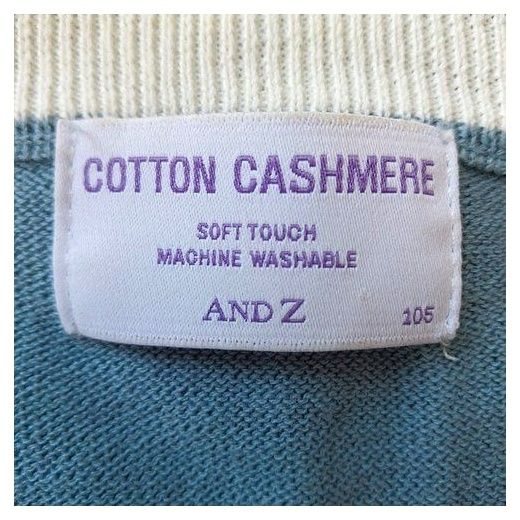 COTTON CASHMERE
SOFT TOUCH
MACHINE WASHABLE
AND Z 105